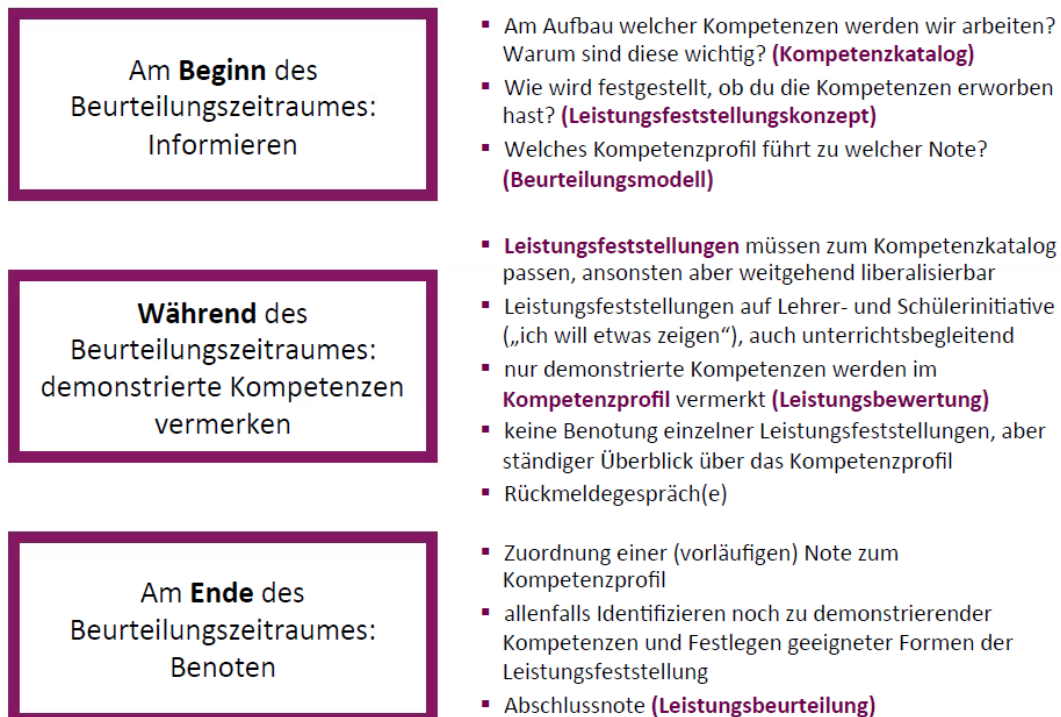 Am Beginn des
Beurteilungszeitraumes:
Informieren
▪ Am Aufbau welcher Kompetenzen werden wir arbeiten?
Warum sind diese wichtig? (Kompetenzkatalog)
▪ Wie wird festgestellt, ob du die Kompetenzen erworben
hast? (Leistungsfeststellungskonzept)
▪ Welches Kompetenzprofil führt zu welcher Note?
(Beurteilungsmodell)
Während des
Beurteilungszeitraumes:
demonstrierte Kompetenzen
vermerken
▪ Leistungsfeststellungen müssen zum Kompetenzkatalog
passen, ansonsten aber weitgehend liberalisierbar
▪ Leistungsfeststellungen auf Lehrer- und Schülerinitiative
(„ich will etwas zeigen“), auch unterrichtsbegleitend
▪ nur demonstrierte Kompetenzen werden im
Kompetenzprofil vermerkt (Leistungsbewertung)
▪ keine Benotung einzelner Leistungsfeststellungen, aber
ständiger Überblick über das Kompetenzprofil
▪ Rückmeldegespräch(e)
Am Ende des
Beurteilungszeitraumes:
Benoten
▪ Zuordnung einer (vorläufigen) Note zum
Kompetenzprofil
▪ allenfalls Identifizieren noch zu demonstrierender
Kompetenzen und Festlegen geeigneter Formen der
Leistungsfeststellung
▪ Abschlussnote (Leistungsbeurteilung)